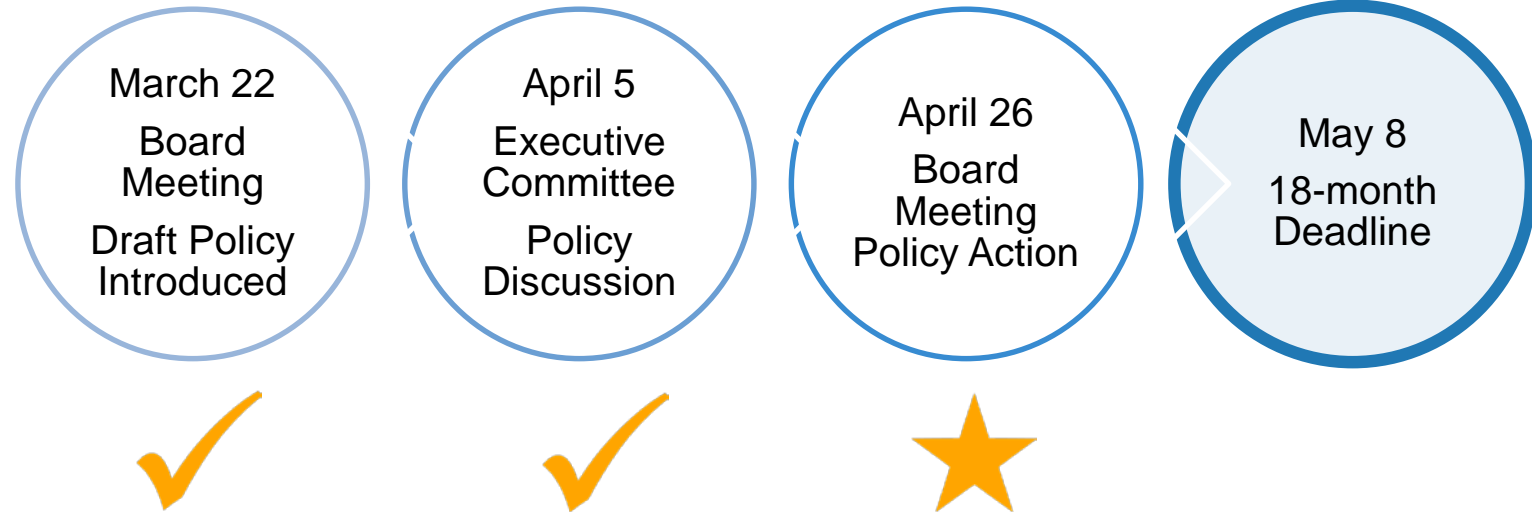 March 22
Board
Meeting
Draft Policy
Introduced
April 5
Executive
Committee
Policy
Discussion
April 26
Board
Meeting
Policy Action
May 8
18-month
Deadline